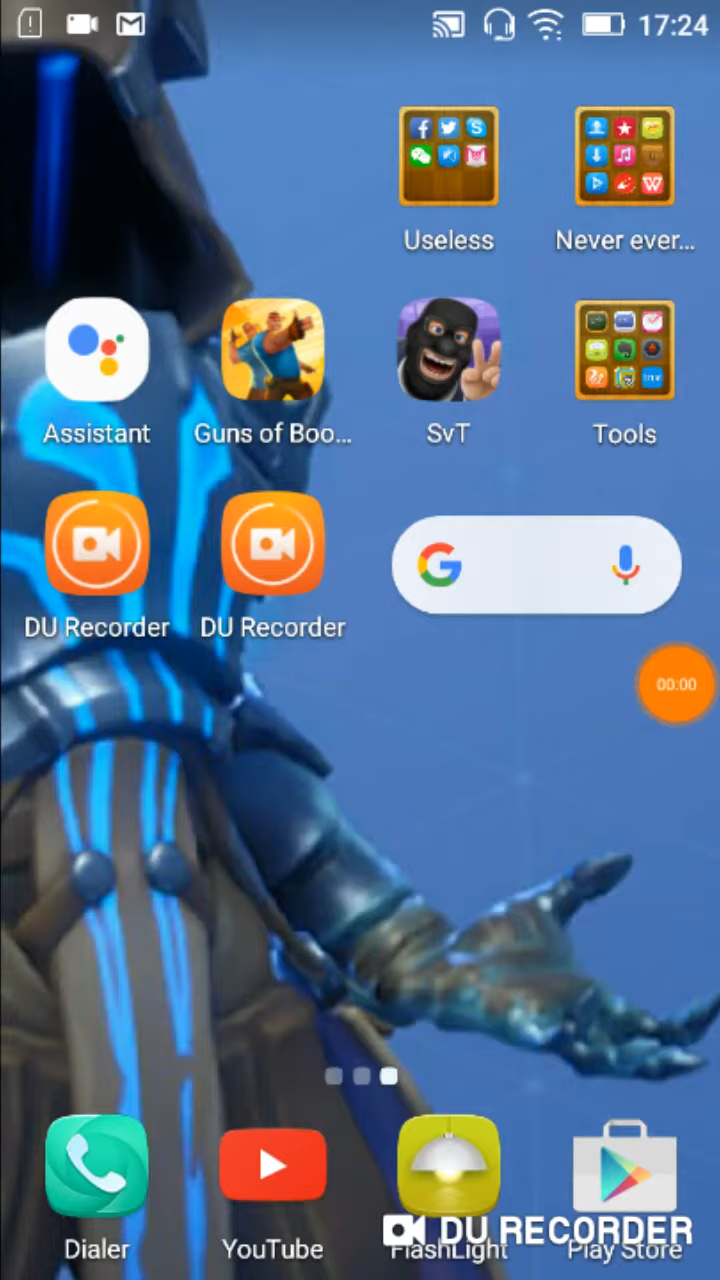 17:24
Useless
Never ever...
Assistant
Guns of Boo...
SvT
Tools
DU Recorder
DU Recorder
00:00
DU RECORDER
Dialer
YouTube
FlashLight
Play Store